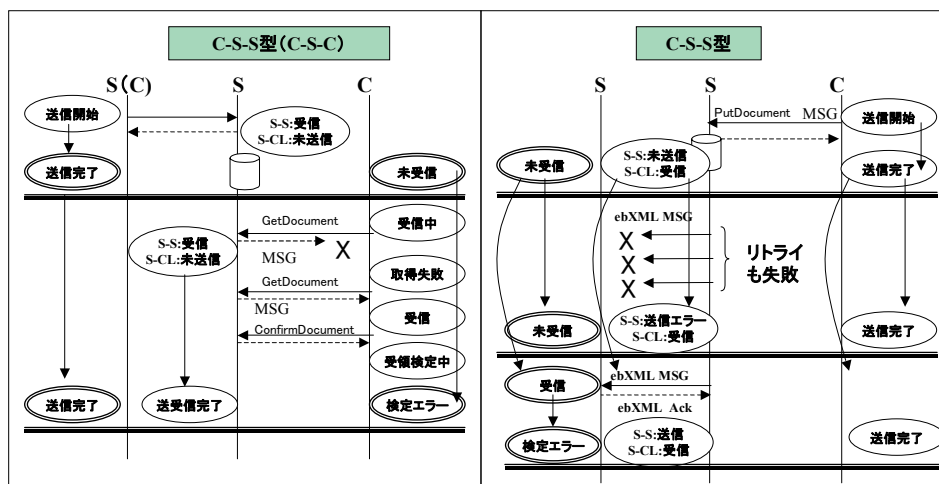 C-S-S型(C-S-C)
S(C)
S
C
送信開始
S-S:受信
S-CL:未送信
送信完了
未受信
GetDocument
受信中
S-S:受信
S-CL:未送信
MSG
X
取得失敗
GetDocument
MSG
受信
ConfirmDocument
受領検定中
送信完了
送受信完了
検定エラー
C-S-S型
S
S
C
PutDocument
MSG
送信開始
未受信
S-S:未送信
S-CL:受信
送信完了
ebXML MSG
X
X
X
リトライ
も失敗
未受信
S-S:送信エラー
S-CL:受信
送信完了
受信
ebXML MSG
ebXML Ack
検定エラー
S-S:送信
S-CL:受信
送信完了